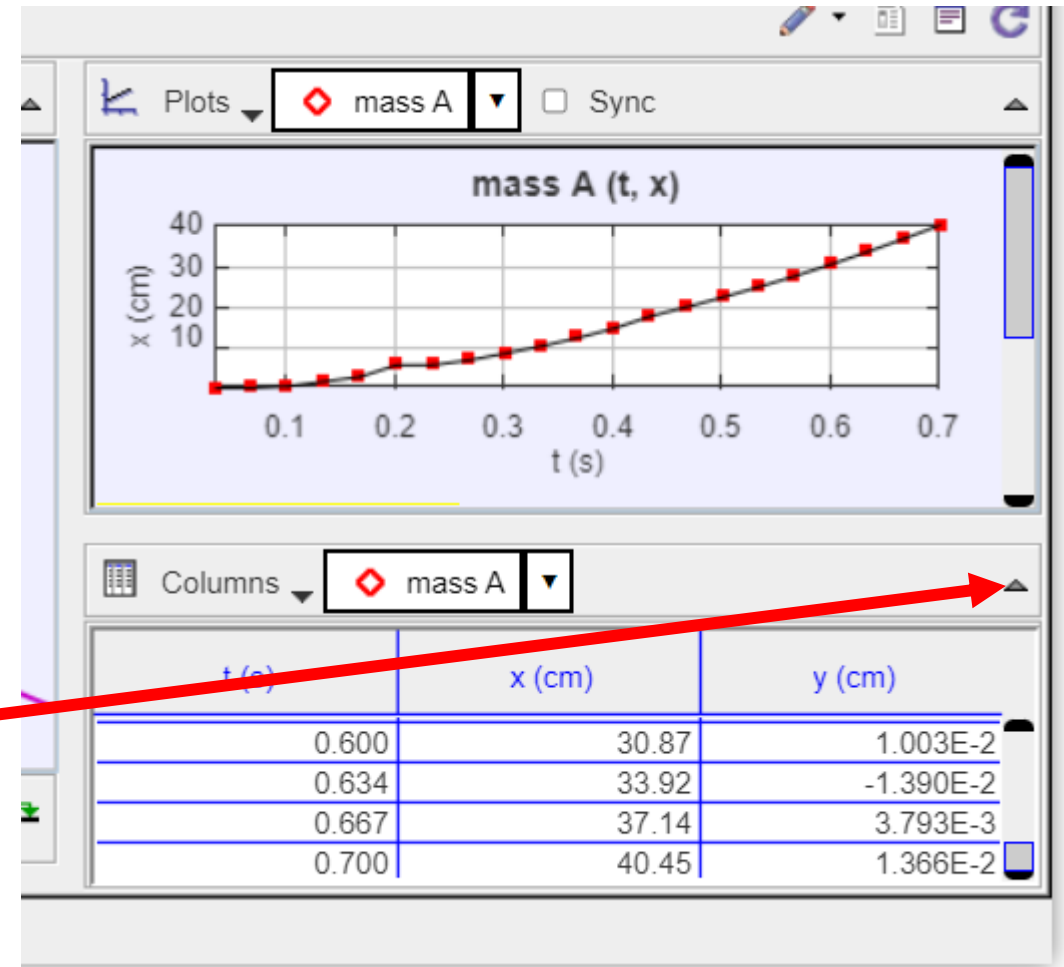 Plots mass A Sync
mass A (t, x)
40
30
20
10
x (cm)
0.1 0.2 0.3 0.4 0.5 0.6 0.7
t (s)
Columns mass A
t (s) x (cm) y (cm)
0.600 30.87 1.003E-2
0.634 33.92 -1.390E-2
0.667 37.14 3.793E-3
0.700 40.45 1.366E-2